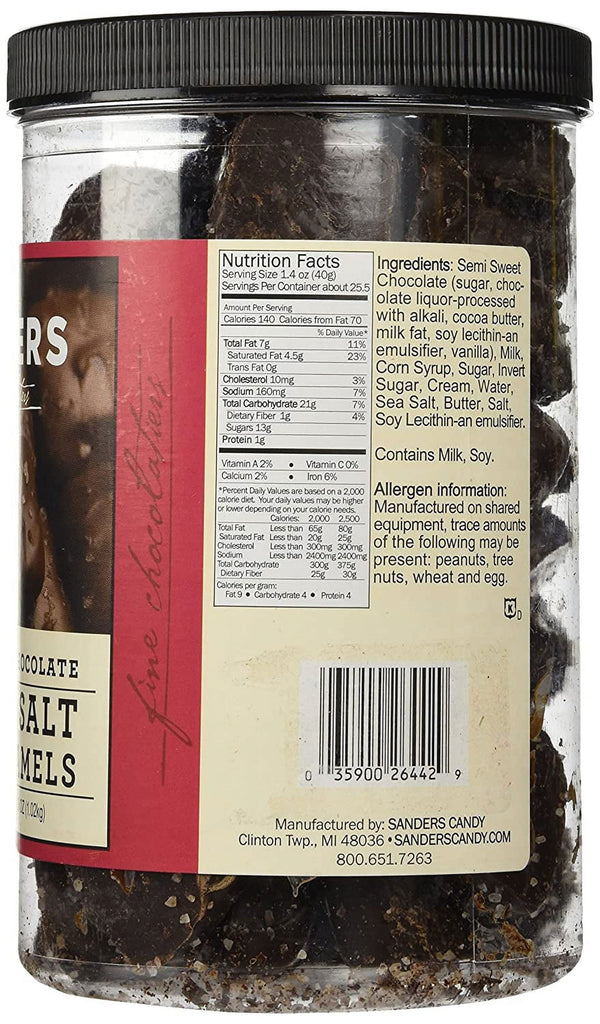 ERS
fine chocolatiers
OCOLATE
SALT
MELS
OZ (1.02kg)
Nutrition Facts
Serving Size 1.4 oz (40g)
Servings Per Container about 25.5
Amount Per Serving
Calories 140 Calories from Fat 70
% Daily Value*
Total Fat 7g 11%
Saturated Fat 4.5g 23%
Trans Fat 0g
Cholesterol 10mg 3%
Sodium 160mg 7%
Total Carbohydrate 21g 7%
Dietary Fiber 1g 4%
Sugars 13g
Protein 1g
Vitamin A 2% • Vitamin C 0%
Calcium 2% • Iron 6%
*Percent Daily Values are based on a 2,000
calorie diet. Your daily values may be higher
or lower depending on your calorie needs.
Calories: 2,000 2,500
Total Fat Less than 65g 80g
Saturated Fat Less than 20g 25g
Cholesterol Less than 300mg 300mg
Sodium Less than 2400mg 2400mg
Total Carbohydrate 300g 375g
Dietary Fiber 25g 30g
Calories per gram:
Fat 9 • Carbohydrate 4 • Protein 4
Ingredients: Semi Sweet
Chocolate (sugar, choc-
olate liquor-processed
with alkali, cocoa butter,
milk fat, soy lecithin-an
emulsifier, vanilla), Milk,
Corn Syrup, Sugar, Invert
Sugar, Cream, Water,
Sea Salt, Butter, Salt,
Soy Lecithin-an emulsifier.
Contains Milk, Soy.
Allergen information:
Manufactured on shared
equipment, trace amounts
of the following may be
present: peanuts, tree
nuts, wheat and egg.
K D
0 35900 26442 9
Manufactured by: SANDERS CANDY
Clinton Twp., MI 48036 • SANDERSCANDY.COM
800.651.7263